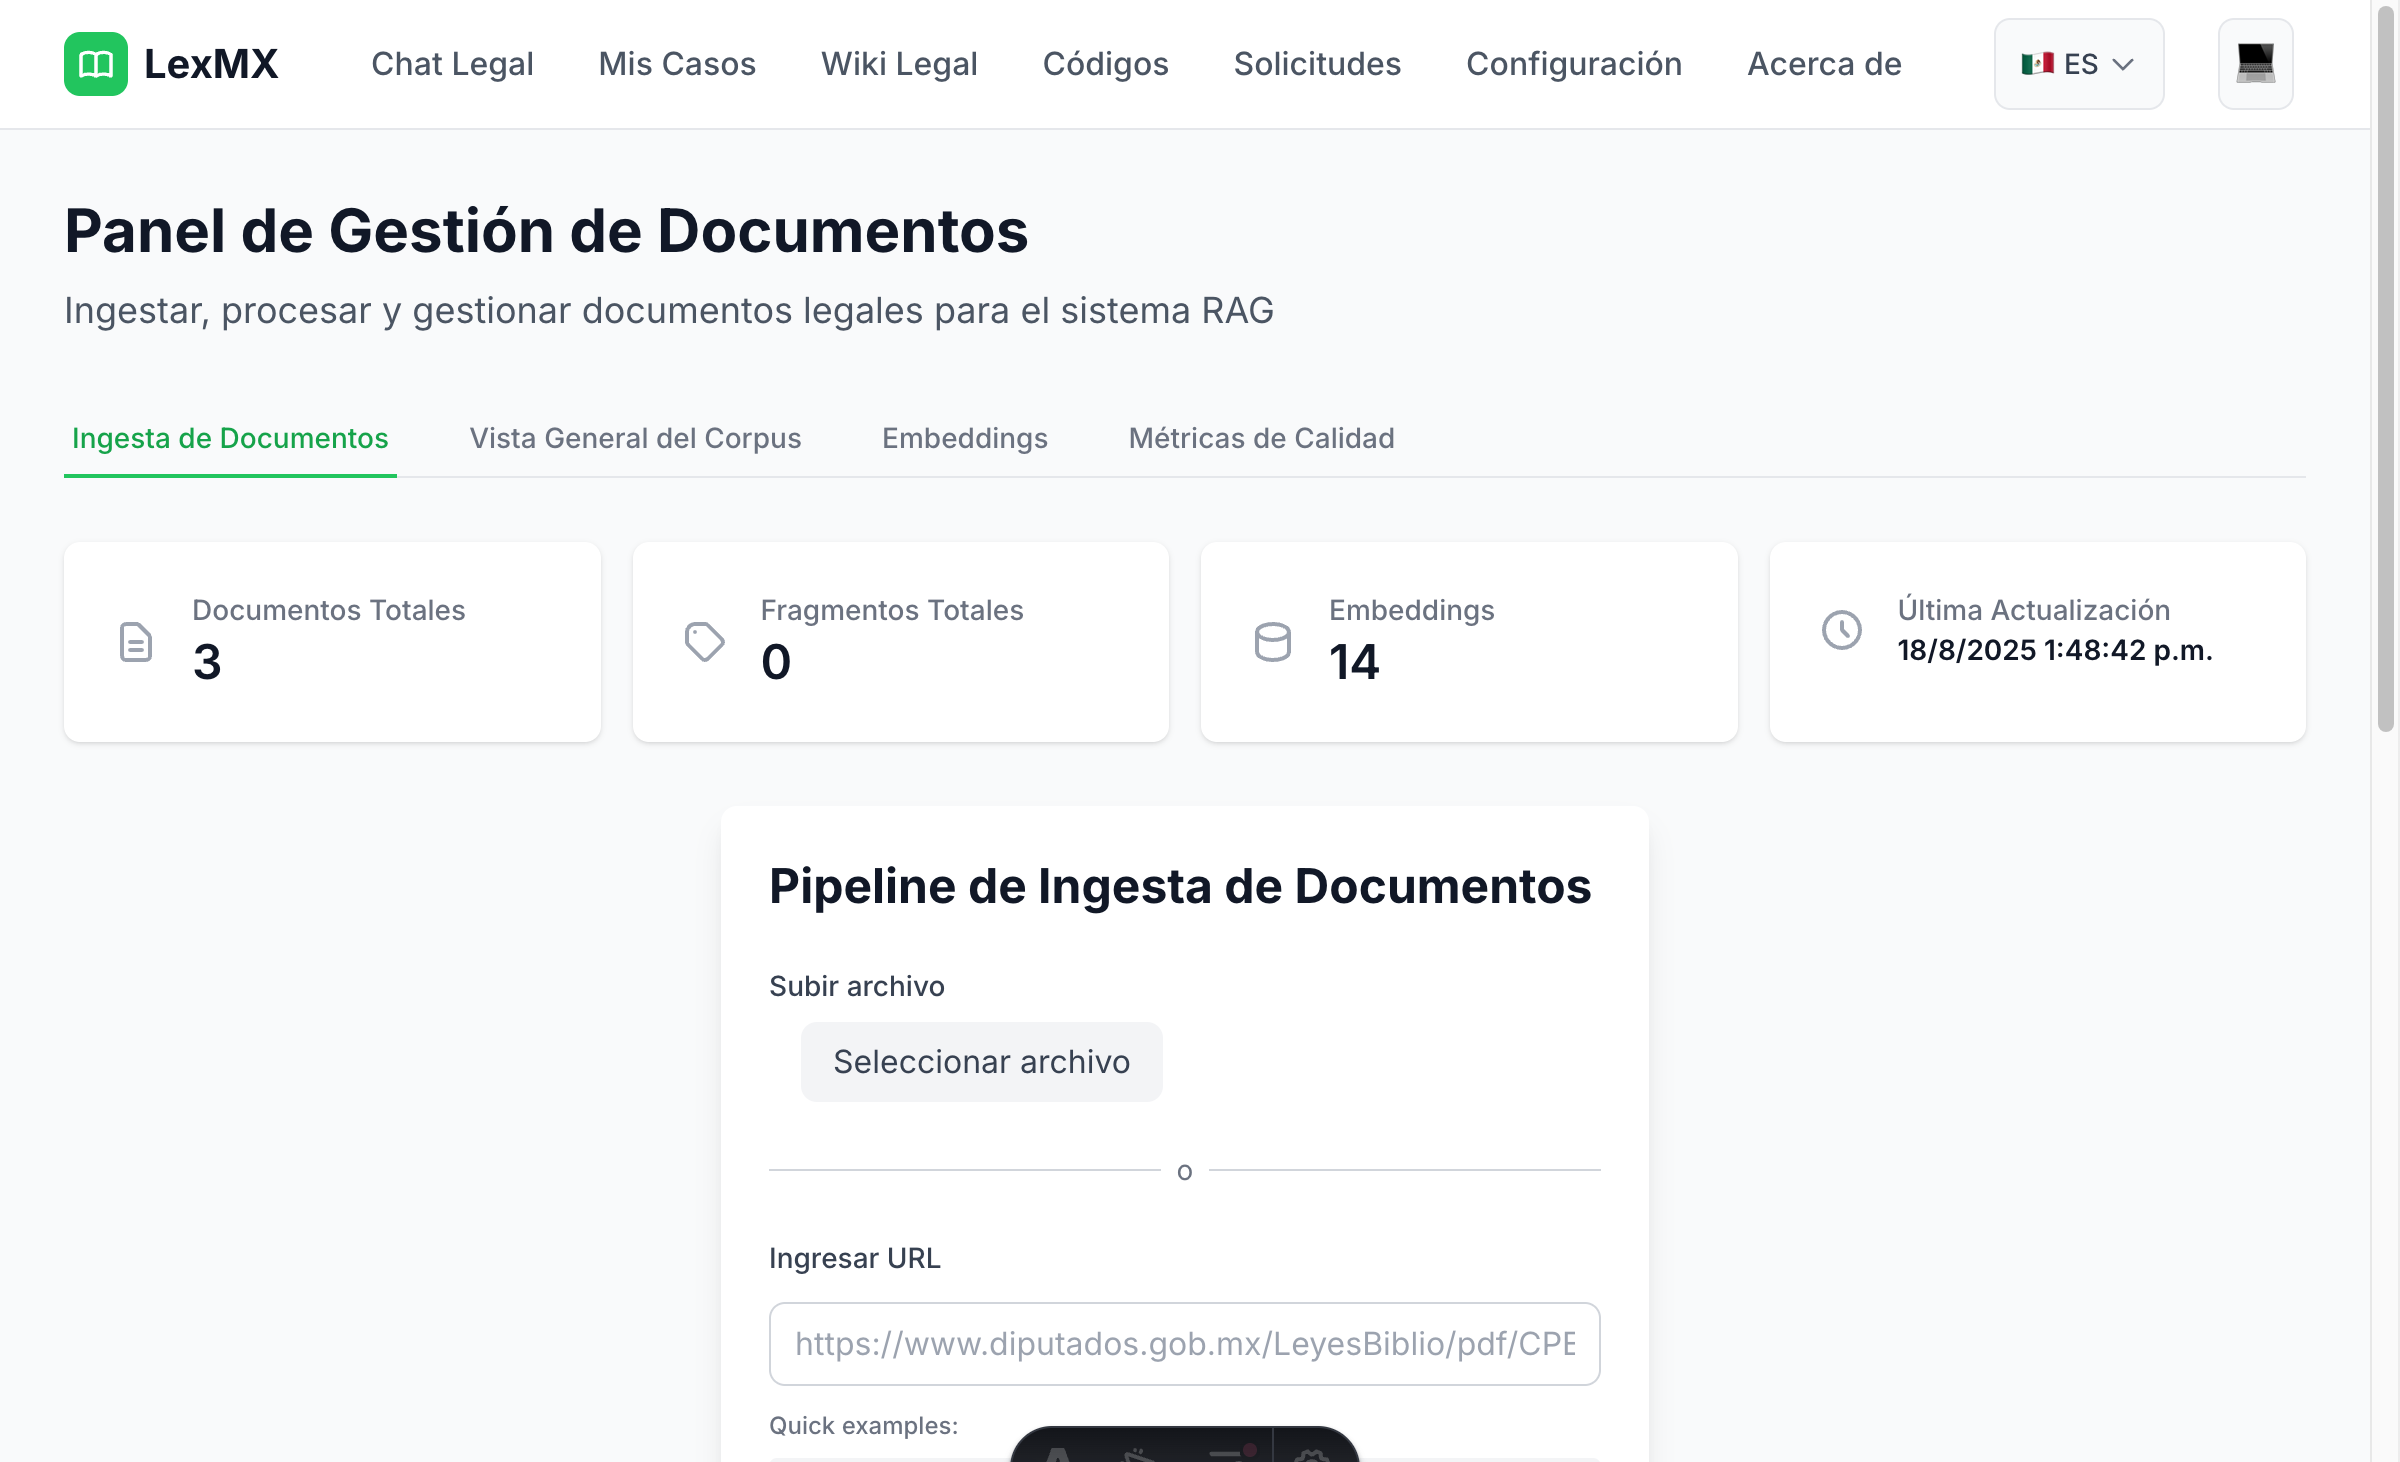 LexMX
Chat Legal
Mis Casos
Wiki Legal
Códigos
Solicitudes
Configuración
Acerca de
ES
Panel de Gestión de Documentos
Ingestar, procesar y gestionar documentos legales para el sistema RAG
Ingesta de Documentos
Vista General del Corpus
Embeddings
Métricas de Calidad
Documentos Totales
3
Fragmentos Totales
0
Embeddings
14
Última Actualización
18/8/2025 1:48:42 p.m.
Pipeline de Ingesta de Documentos
Subir archivo
Seleccionar archivo
o
Ingresar URL
https://www.diputados.gob.mx/LeyesBiblio/pdf/CPE
Quick examples: